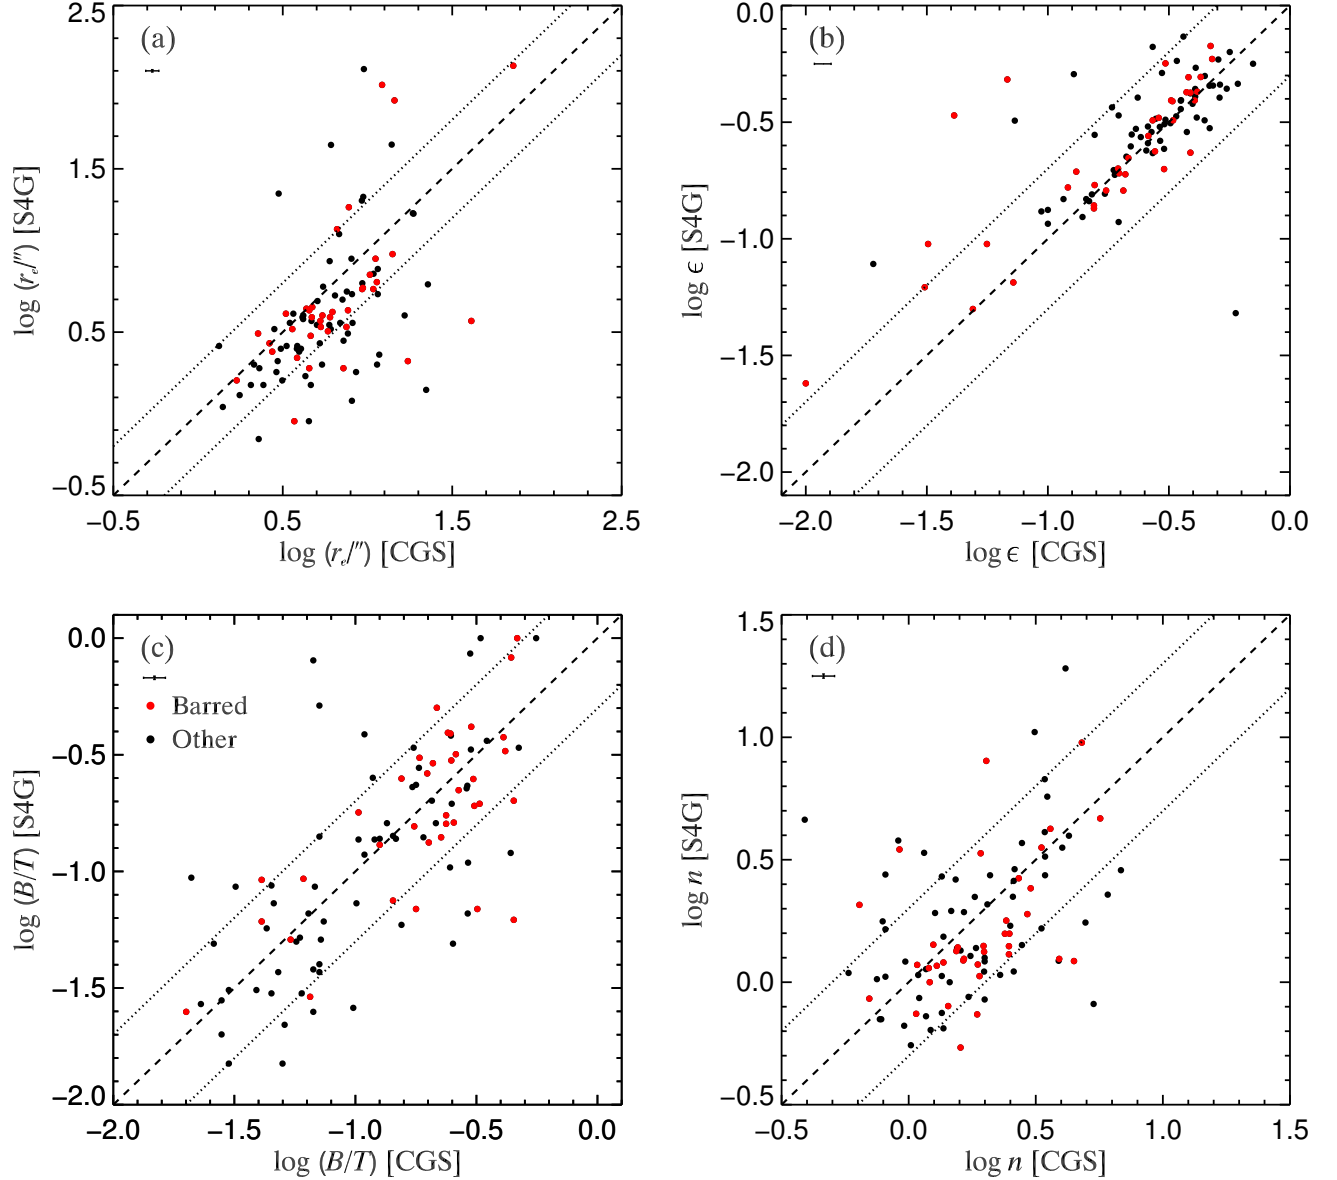 (a)
2.5
1.5
0.5
−0.5
log (rₑ/″) [S4G]
−0.5 0.5 1.5 2.5
log (rₑ/″) [CGS]
(b)
0.0
−0.5
−1.0
−1.5
−2.0
log ϵ [S4G]
−2.0 −1.5 −1.0 −0.5 0.0
log ϵ [CGS]
(c)
Barred
Other
0.0
−0.5
−1.0
−1.5
−2.0
log (B/T) [S4G]
−2.0 −1.5 −1.0 −0.5 0.0
log (B/T) [CGS]
(d)
1.5
1.0
0.5
0.0
−0.5
log n [S4G]
−0.5 0.0 0.5 1.0 1.5
log n [CGS]